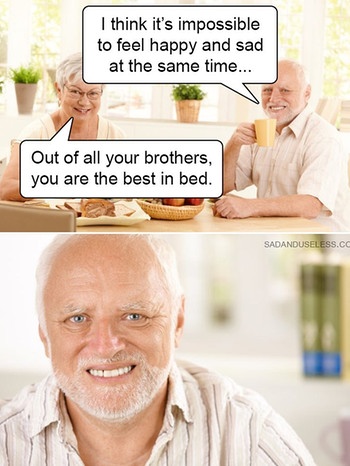 I think it's impossible
to feel happy and sad
at the same time...
Out of all your brothers,
you are the best in bed.
SADANDUSELESS.CO